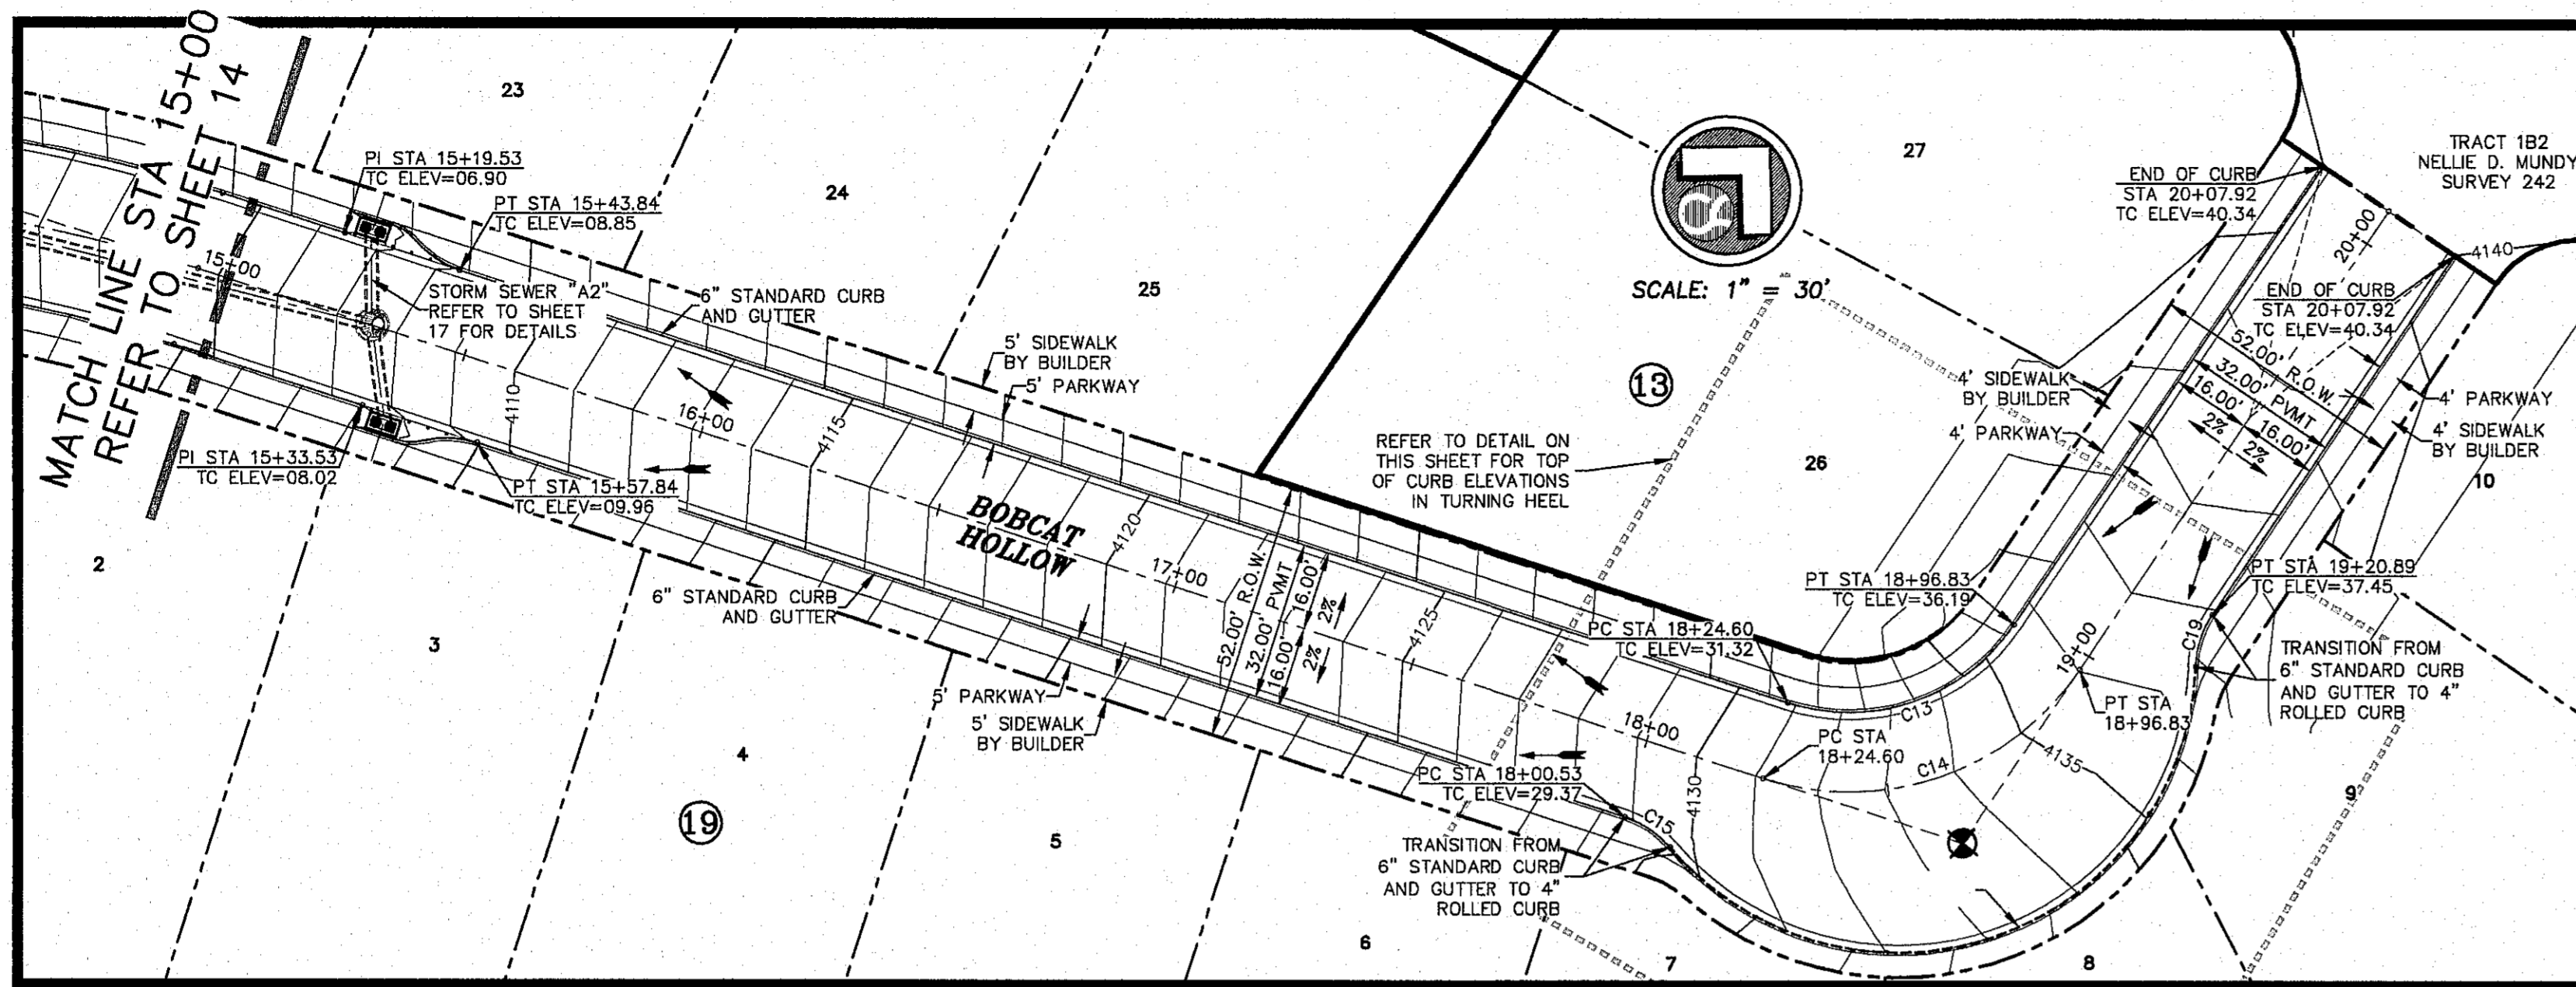 MATCH LINE STA 15+00
REFER TO SHEET 14
23
PI STA 15+19.53
TC ELEV=06.90
PT STA 15+43.84
TC ELEV=08.85
24
15+00
STORM SEWER "A2"
REFER TO SHEET
17 FOR DETAILS
6" STANDARD CURB
AND GUTTER
25
5' SIDEWALK
BY BUILDER
5' PARKWAY
SCALE: 1" = 30'
27
TRACT 1B2
NELLIE D. MUNDY
SURVEY 242
END OF CURB
STA 20+07.92
TC ELEV=40.34
20+00
4140
END OF CURB
STA 20+07.92
TC ELEV=40.34
52.00' R.O.W.
32.00' PVMT
16.00'
16.00'
2%
2%
4' SIDEWALK
BY BUILDER
4' PARKWAY
4' PARKWAY
4' SIDEWALK
BY BUILDER
10
13
REFER TO DETAIL ON
THIS SHEET FOR TOP
OF CURB ELEVATIONS
IN TURNING HEEL
26
PI STA 15+33.53
TC ELEV=08.02
PT STA 15+57.84
TC ELEV=09.96
4110
16+00
4115
BOBCAT
HOLLOW
4120
17+00
52.00' R.O.W.
32.00' PVMT
16.00'
16.00'
2%
2%
4125
2
3
6" STANDARD CURB
AND GUTTER
5' PARKWAY
5' SIDEWALK
BY BUILDER
4
19
5
PT STA 18+96.83
TC ELEV=36.19
PC STA 18+24.60
TC ELEV=31.32
C13
18+00
PC STA
18+24.60
C14
4130
4135
19+00
PT STA
18+96.83
PT STA 19+20.89
TC ELEV=37.45
C19
TRANSITION FROM
6" STANDARD CURB
AND GUTTER TO 4"
ROLLED CURB
PC STA 18+00.53
TC ELEV=29.37
C15
TRANSITION FROM
6" STANDARD CURB
AND GUTTER TO 4"
ROLLED CURB
6
7
8
9